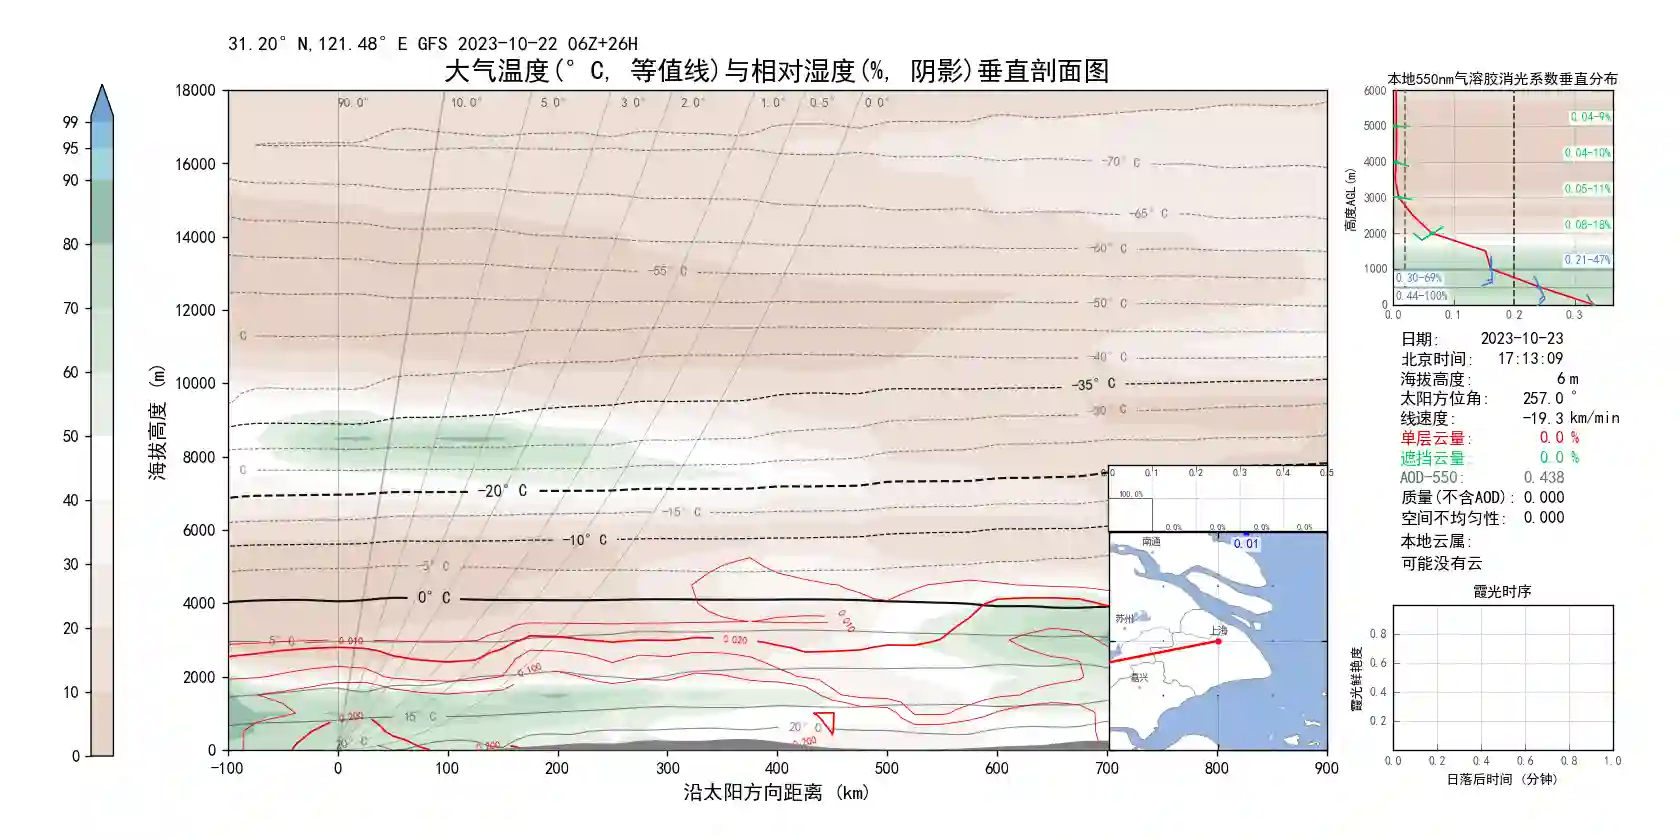 31.20° N,121.48° E GFS 2023-10-22 06Z+26H
大气温度(° C, 等值线)与相对湿度(%, 阴影)垂直剖面图
99
95
90
80
70
60
50
40
30
20
10
0
海拔高度 (m)
18000
16000
14000
12000
10000
8000
6000
4000
2000
0
90.0°
10.0°
5.0°
3.0°
2.0°
1.0°
0.5°
0.0°
-70° C
-65° C
-60° C
-55° C
-50° C
C
-40° C
-35° C
-30° C
C
-20° C
-15° C
-10° C
-5° C
0° C
5° C
15° C
20° C
20° C
0.010
0.010
0.020
0.100
0.200
0.200
0.200
-100
0
100
200
300
400
500
600
700
800
900
沿太阳方向距离 (km)
0.0
0.1
0.2
0.3
0.4
0.5
100.0%
0.0%
0.0%
0.0%
0.0%
0.01
南通
苏州
上海
嘉兴
本地550nm气溶胶消光系数垂直分布
高度AGL(m)
6000
5000
4000
3000
2000
1000
0
0.04-9%
0.04-10%
0.05-11%
0.08-18%
0.21-47%
0.30-69%
0.44-100%
0.0
0.1
0.2
0.3
日期: 2023-10-23
北京时间: 17:13:09
海拔高度: 6 m
太阳方位角: 257.0 °
线速度: -19.3 km/min
单层云量: 0.0 %
遮挡云量: 0.0 %
AOD-550: 0.438
质量(不含AOD): 0.000
空间不均匀性: 0.000
本地云属:
可能没有云
霞光时序
霞光鲜艳度
0.8
0.6
0.4
0.2
0.0
0.2
0.4
0.6
0.8
1.0
日落后时间 (分钟)